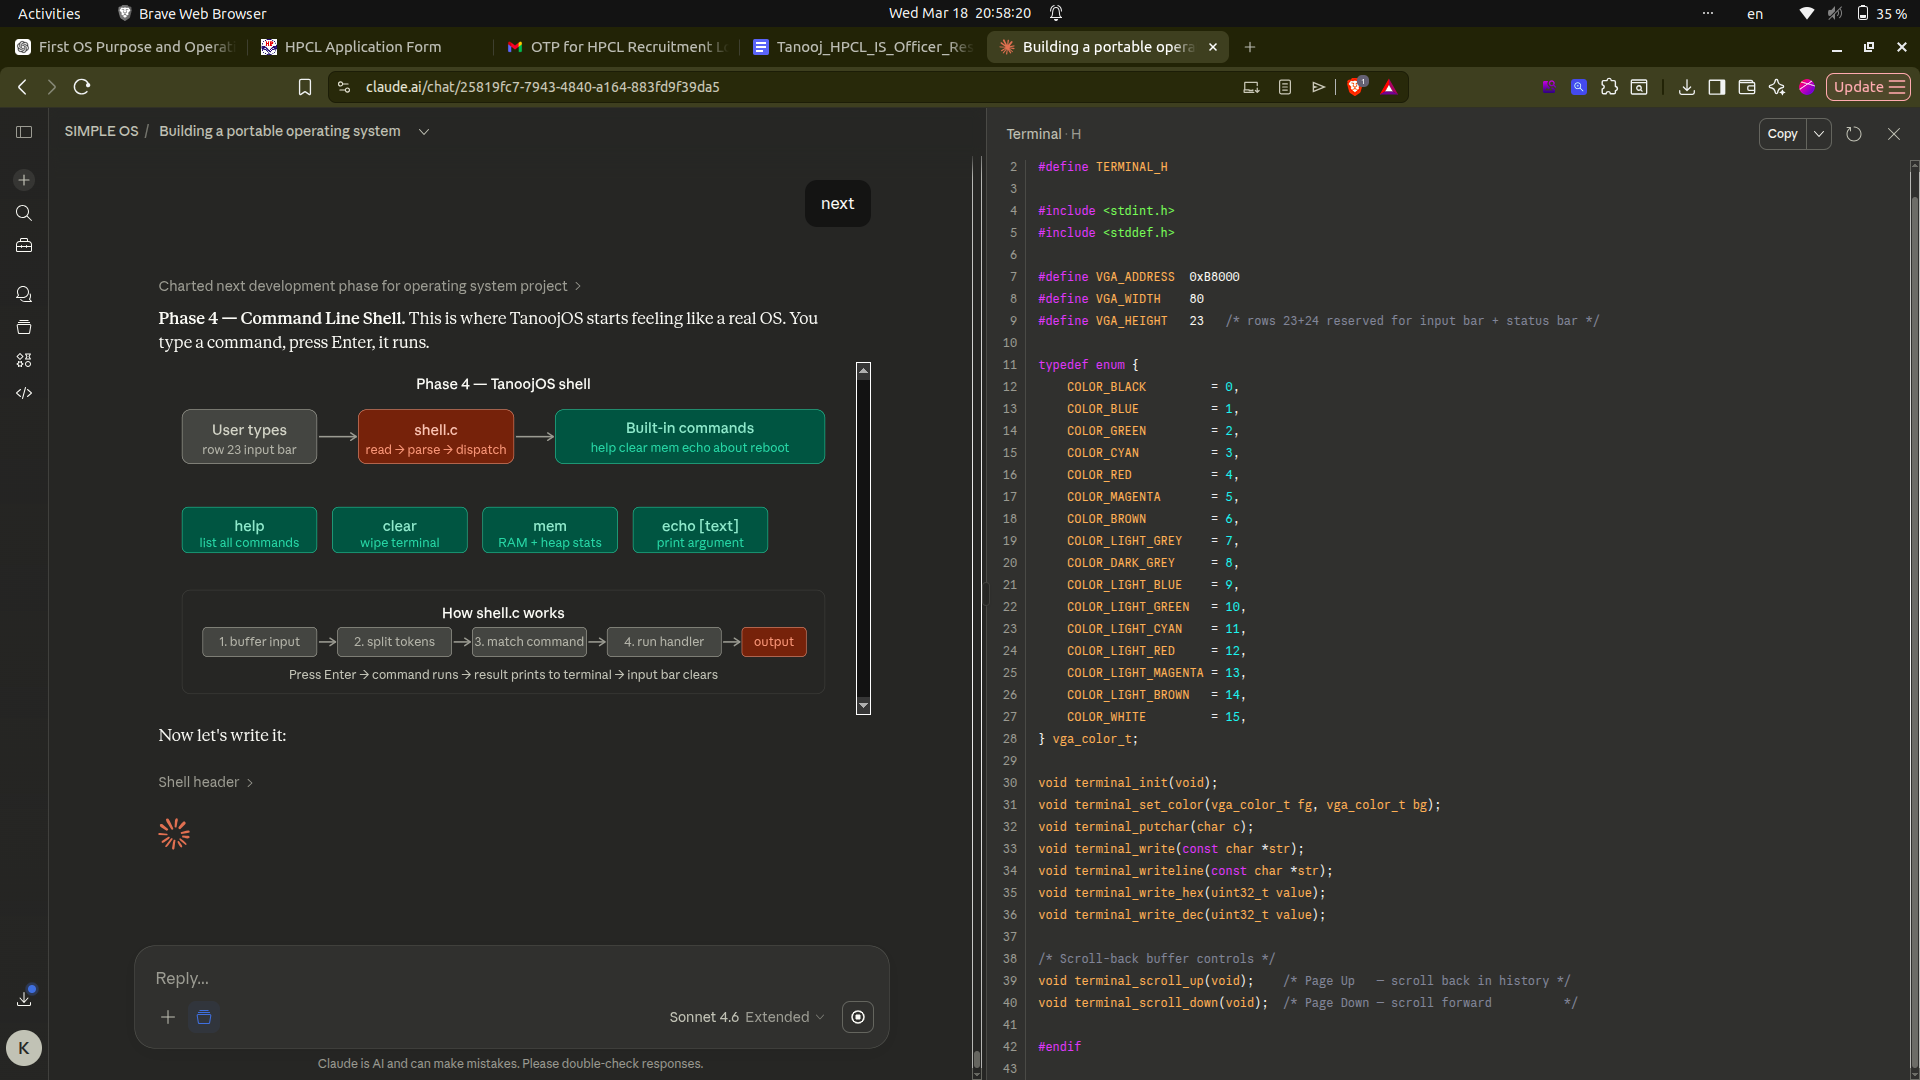 Activities
Brave Web Browser
Wed Mar 18 20:58:20
en
35 %
First OS Purpose and Operati
HPCL Application Form
OTP for HPCL Recruitment Lo
Tanooj_HPCL_IS_Officer_Res
Building a portable opera
claude.ai/chat/25819fc7-7943-4840-a164-883fd9f39da5
1
Update
SIMPLE OS / Building a portable operating system
next
Charted next development phase for operating system project >
Phase 4 — Command Line Shell. This is where TanoojOS starts feeling like a real OS. You
type a command, press Enter, it runs.
Phase 4 — TanoojOS shell
User types
row 23 input bar
shell.c
read → parse → dispatch
Built-in commands
help clear mem echo about reboot
help
list all commands
clear
wipe terminal
mem
RAM + heap stats
echo [text]
print argument
How shell.c works
1. buffer input
2. split tokens
3. match command
4. run handler
output
Press Enter → command runs → result prints to terminal → input bar clears
Now let's write it:
Shell header >
Reply...
Sonnet 4.6 Extended
Claude is AI and can make mistakes. Please double-check responses.
K
Terminal · H
Copy
2 #define TERMINAL_H
3
4 #include <stdint.h>
5 #include <stddef.h>
6
7 #define VGA_ADDRESS 0xB8000
8 #define VGA_WIDTH 80
9 #define VGA_HEIGHT 23 /* rows 23+24 reserved for input bar + status bar */
10
11 typedef enum {
12 COLOR_BLACK = 0,
13 COLOR_BLUE = 1,
14 COLOR_GREEN = 2,
15 COLOR_CYAN = 3,
16 COLOR_RED = 4,
17 COLOR_MAGENTA = 5,
18 COLOR_BROWN = 6,
19 COLOR_LIGHT_GREY = 7,
20 COLOR_DARK_GREY = 8,
21 COLOR_LIGHT_BLUE = 9,
22 COLOR_LIGHT_GREEN = 10,
23 COLOR_LIGHT_CYAN = 11,
24 COLOR_LIGHT_RED = 12,
25 COLOR_LIGHT_MAGENTA = 13,
26 COLOR_LIGHT_BROWN = 14,
27 COLOR_WHITE = 15,
28 } vga_color_t;
29
30 void terminal_init(void);
31 void terminal_set_color(vga_color_t fg, vga_color_t bg);
32 void terminal_putchar(char c);
33 void terminal_write(const char *str);
34 void terminal_writeline(const char *str);
35 void terminal_write_hex(uint32_t value);
36 void terminal_write_dec(uint32_t value);
37
38 /* Scroll-back buffer controls */
39 void terminal_scroll_up(void); /* Page Up — scroll back in history */
40 void terminal_scroll_down(void); /* Page Down — scroll forward */
41
42 #endif
43